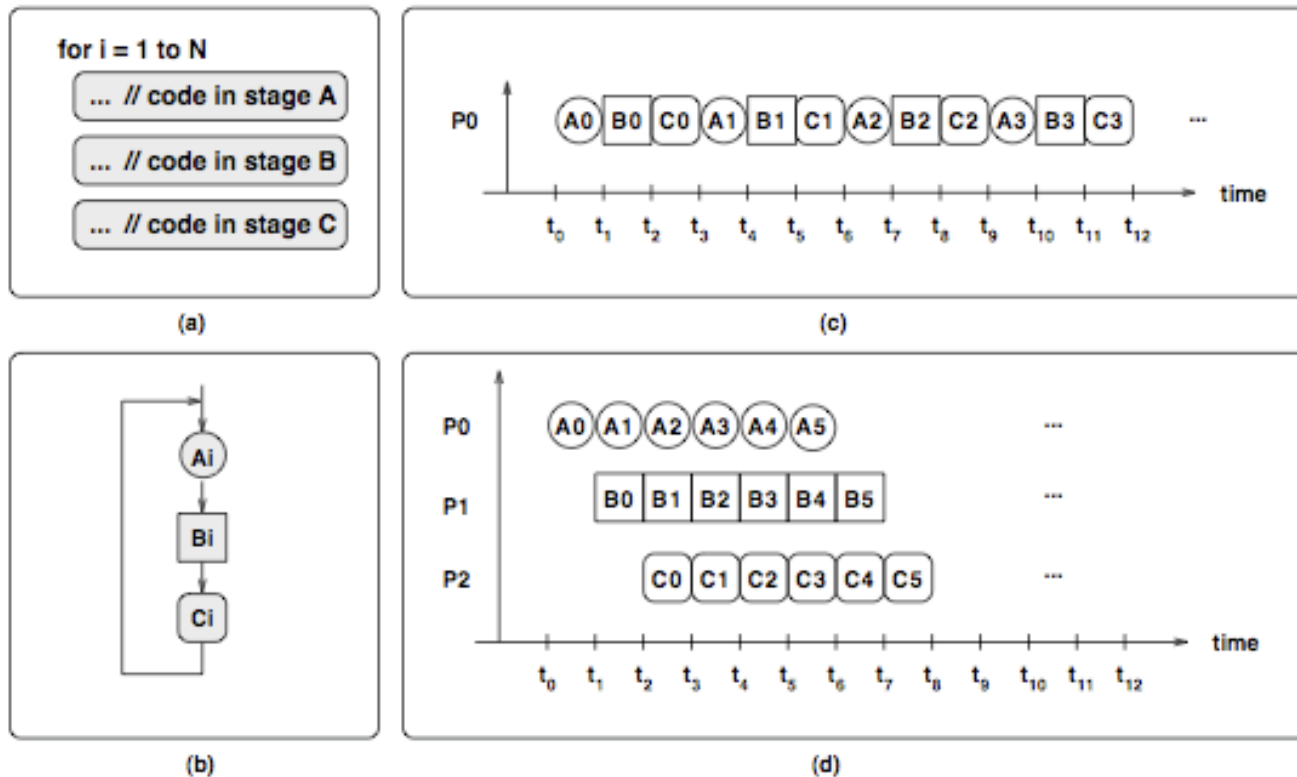 for i = 1 to N
... // code in stage A
... // code in stage B
... // code in stage C
(a)
P0 A0 B0 C0 A1 B1 C1 A2 B2 C2 A3 B3 C3 ...
time
t0 t1 t2 t3 t4 t5 t6 t7 t8 t9 t10 t11 t12
(c)
Ai
Bi
Ci
(b)
P0 A0 A1 A2 A3 A4 A5 ...
P1 B0 B1 B2 B3 B4 B5 ...
P2 C0 C1 C2 C3 C4 C5 ...
time
t0 t1 t2 t3 t4 t5 t6 t7 t8 t9 t10 t11 t12
(d)